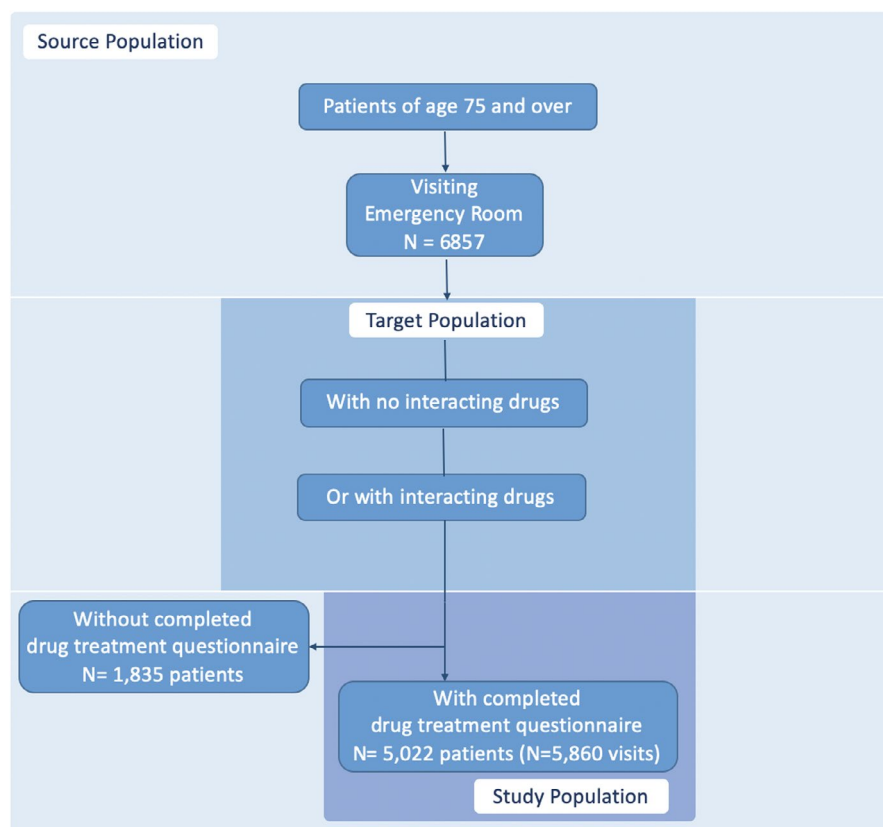 Source Population
Patients of age 75 and over
Visiting
Emergency Room
N = 6857
Target Population
With no interacting drugs
Or with interacting drugs
Without completed
drug treatment questionnaire
N= 1,835 patients
With completed
drug treatment questionnaire
N= 5,022 patients (N=5,860 visits)
Study Population